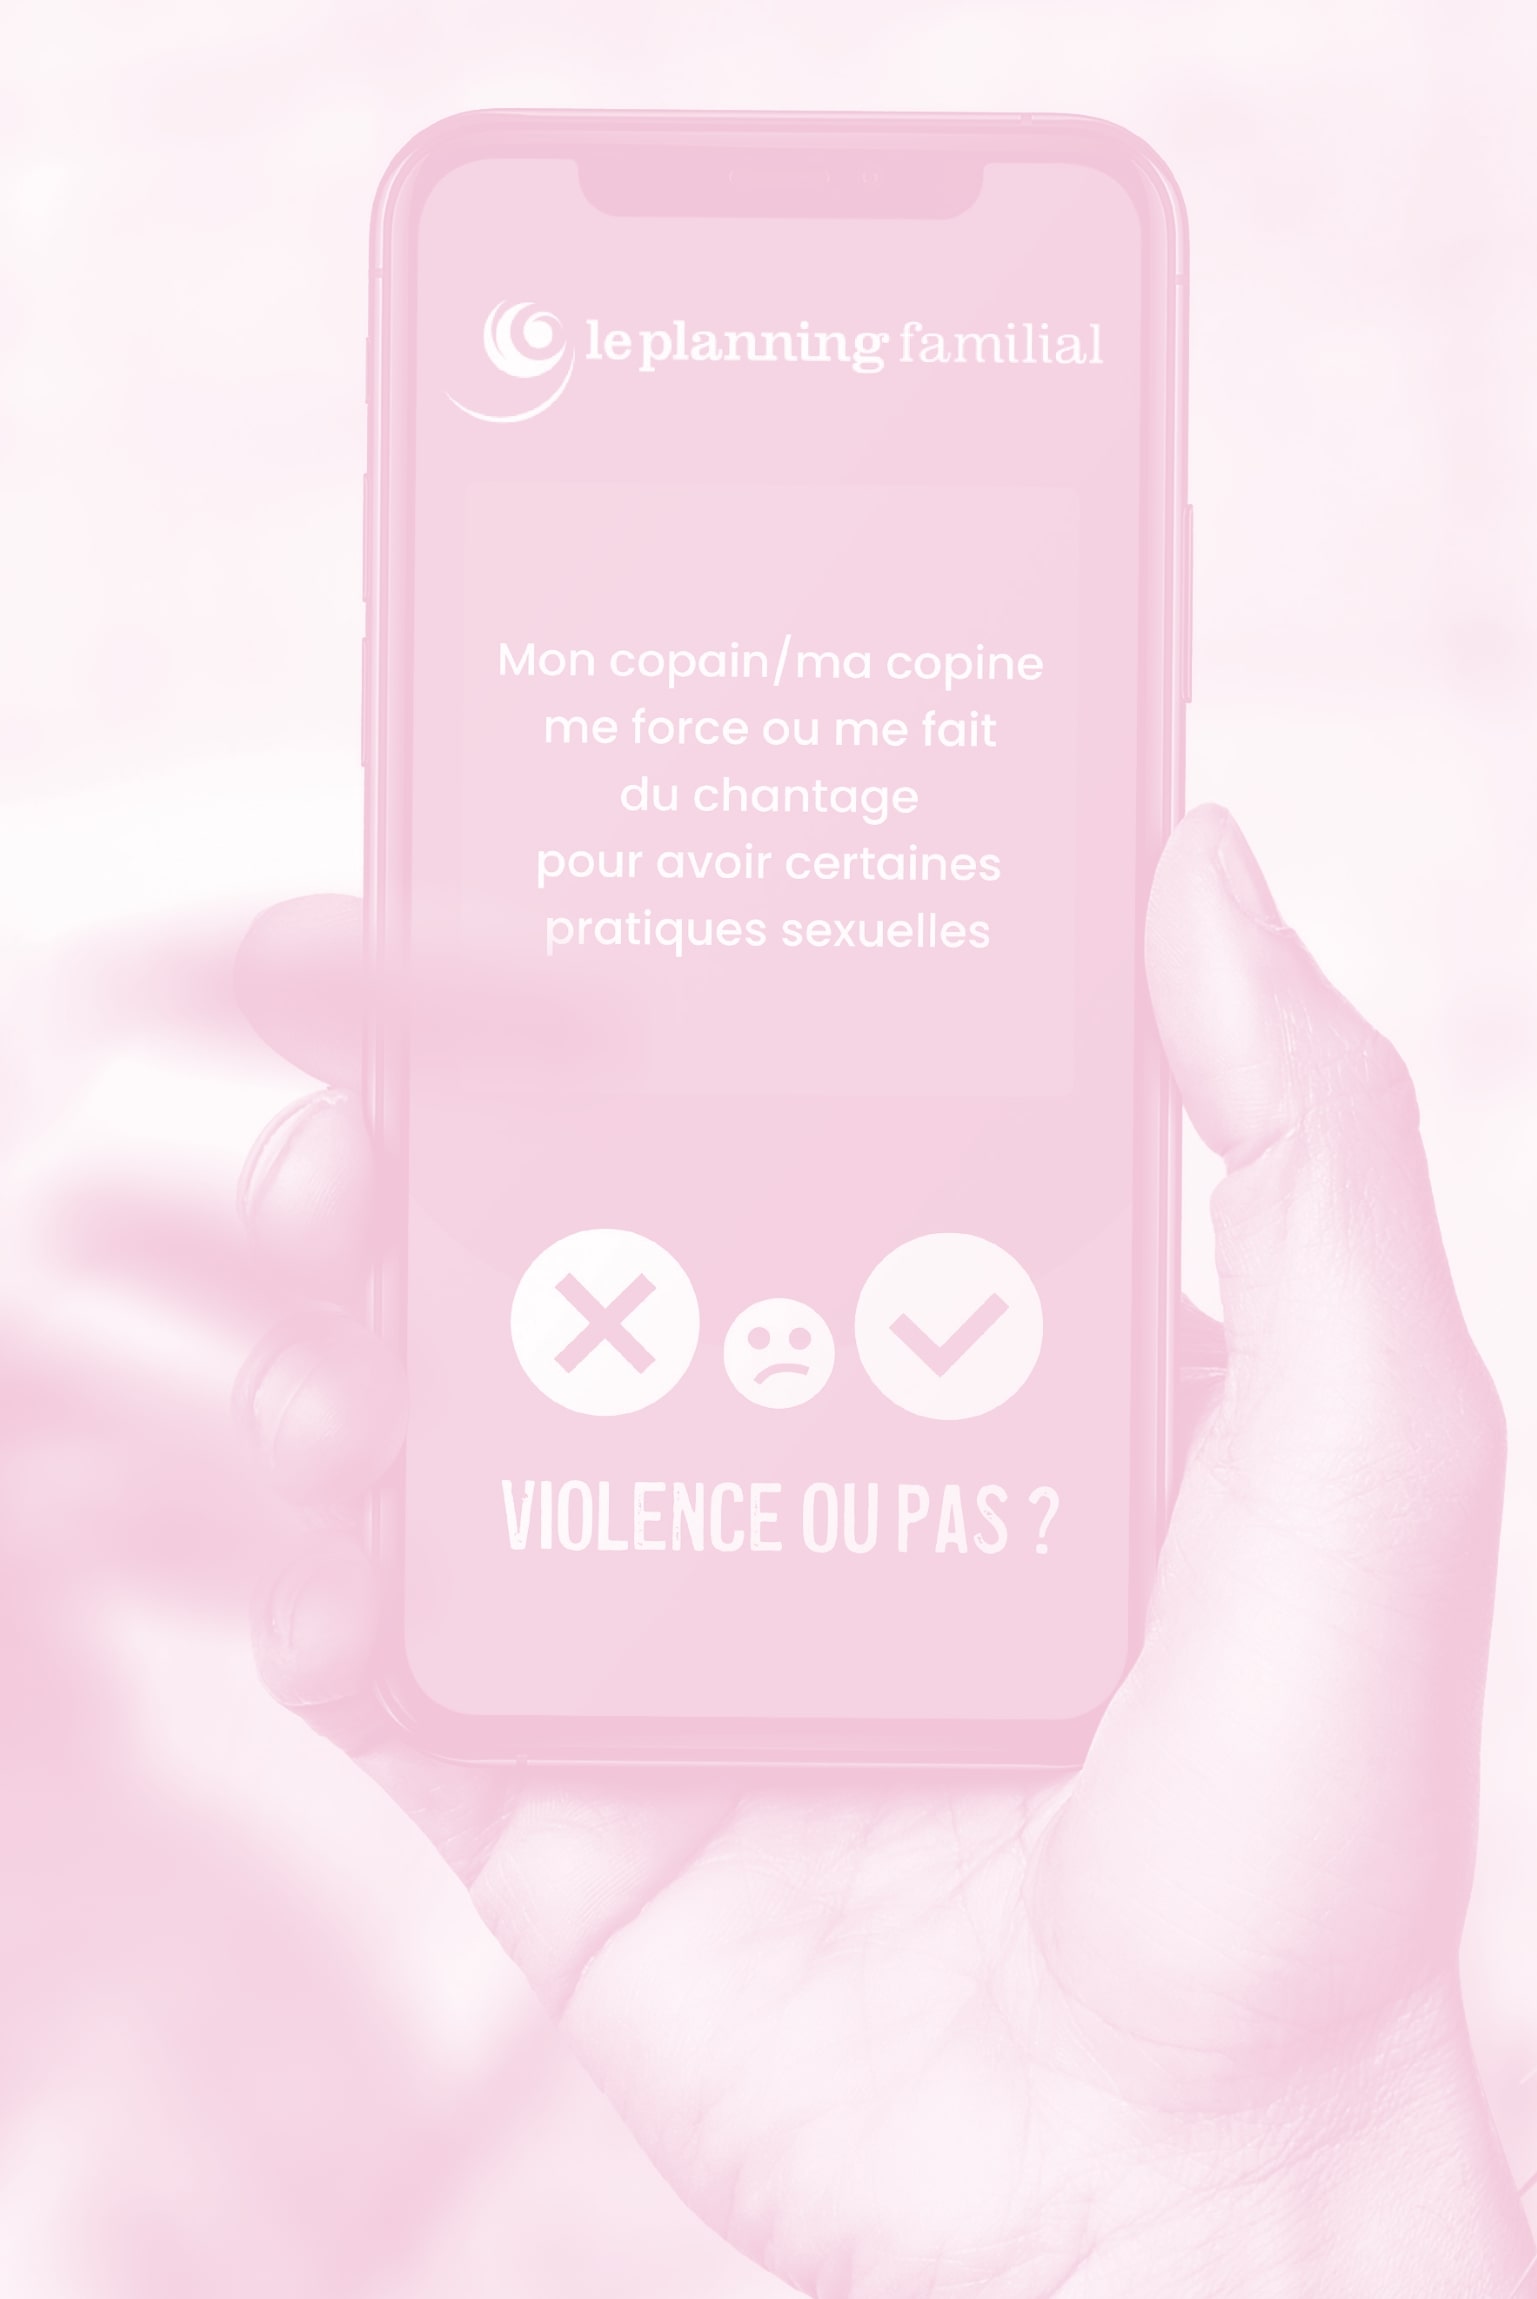 le planning familial
Mon copain/ma copine
me force ou me fait
du chantage
pour avoir certaines
pratiques sexuelles
VIOLENCE OU PAS ?